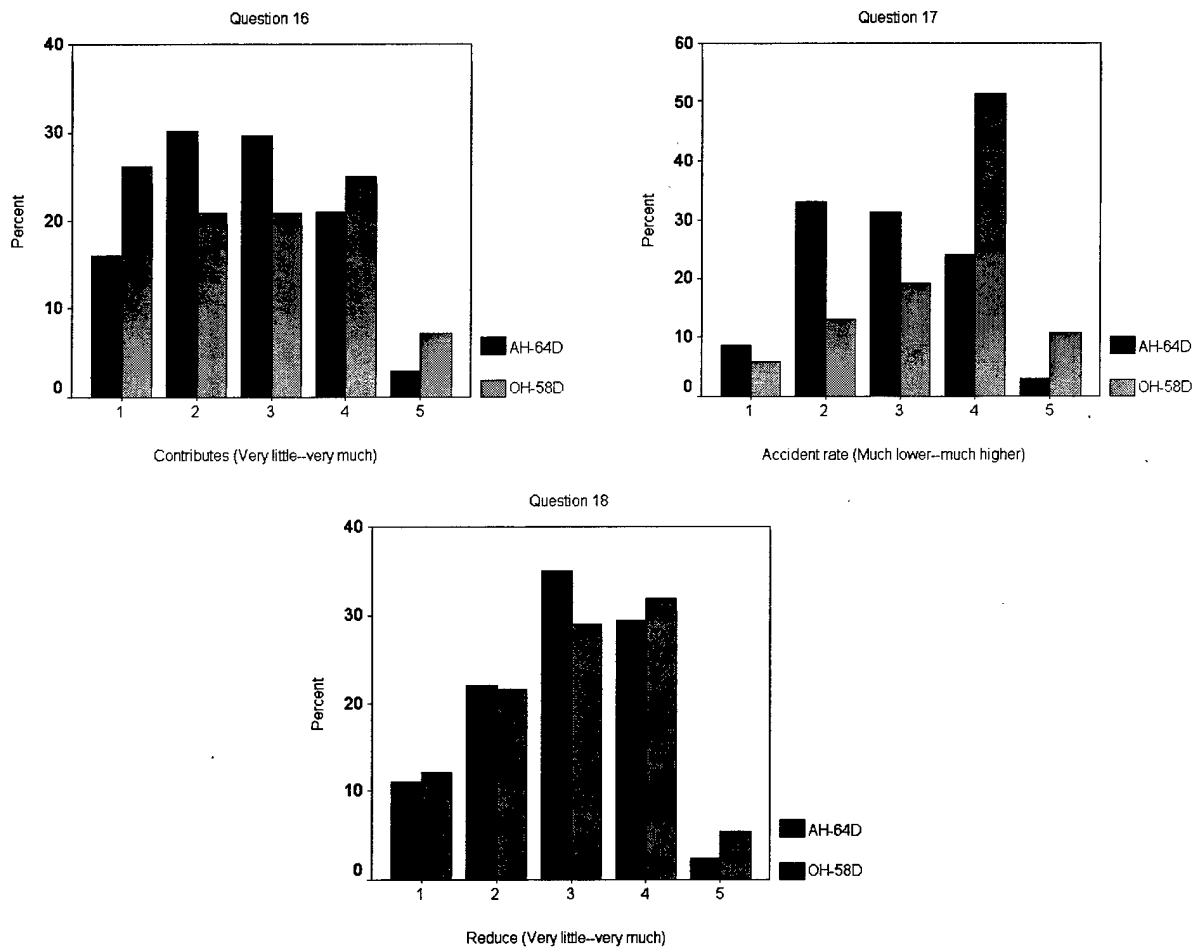 Question 16
40
30
20
10
0
Percent
1 2 3 4 5
AH-64D
OH-58D
Contributes (Very little--very much)
Question 17
60
50
40
30
20
10
0
Percent
1 2 3 4 5
AH-64D
OH-58D
Accident rate (Much lower--much higher)
Question 18
40
30
20
10
0
Percent
1 2 3 4 5
AH-64D
OH-58D
Reduce (Very little--very much)